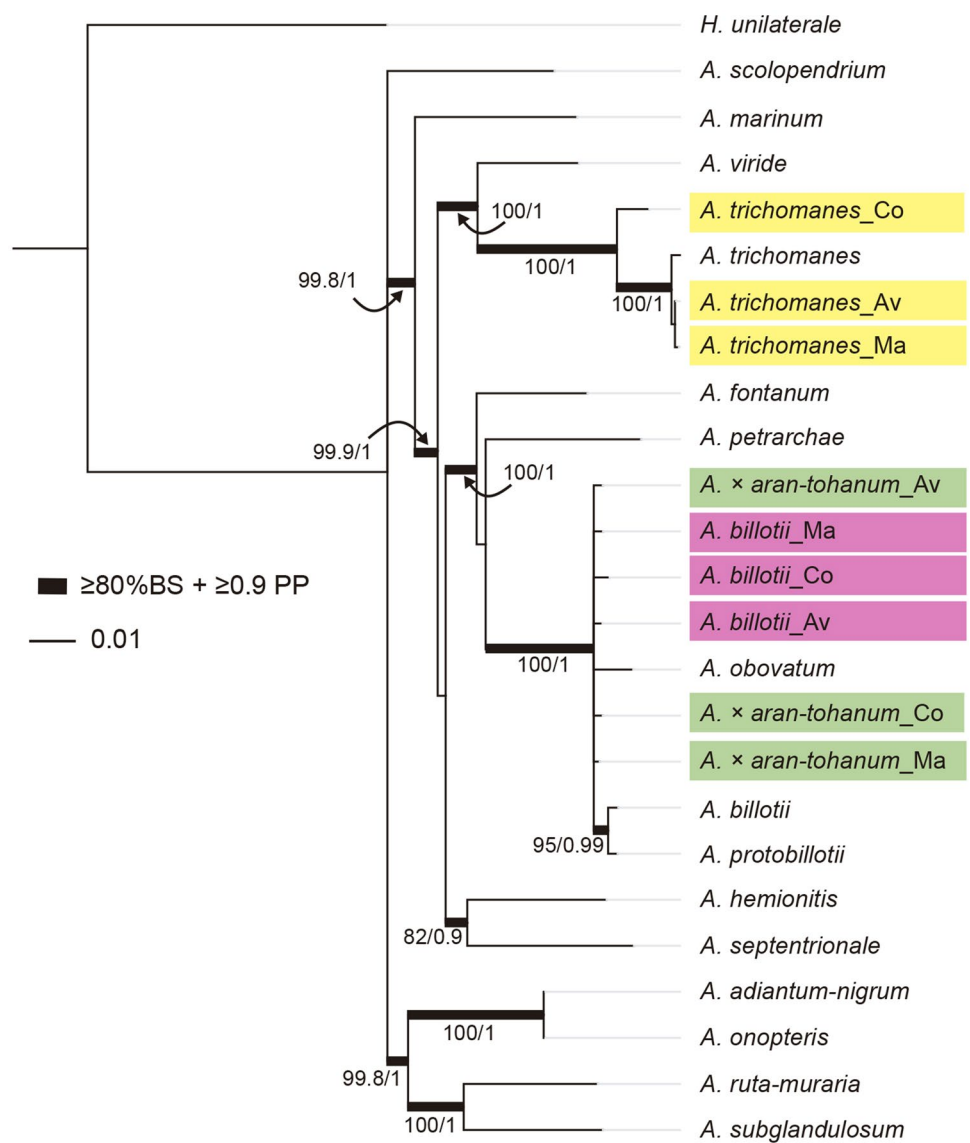 H. unilaterale
A. scolopendrium
A. marinum
A. viride
A. trichomanes_Co
100/1
A. trichomanes
100/1
99.8/1
A. trichomanes_Av
100/1
A. trichomanes_Ma
A. fontanum
A. petrarchae
99.9/1
100/1
A. × aran-tohanum_Av
A. billotii_Ma
≥80%BS + ≥0.9 PP
A. billotii_Co
A. billotii_Av
0.01
100/1
A. obovatum
A. × aran-tohanum_Co
A. × aran-tohanum_Ma
A. billotii
95/0.99
A. protobillotii
A. hemionitis
82/0.9
A. septentrionale
A. adiantum-nigrum
100/1
A. onopteris
99.8/1
A. ruta-muraria
100/1
A. subglandulosum